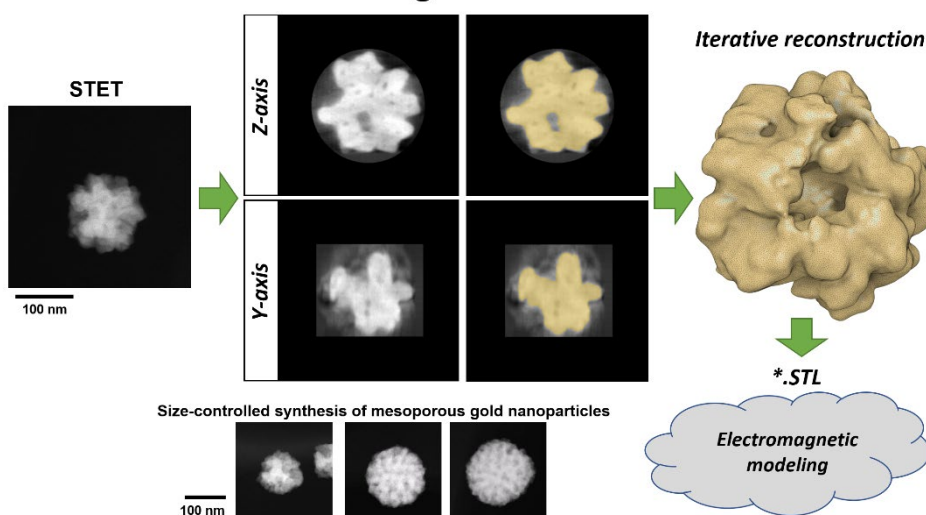 STET
100 nm
Z-axis
Y-axis
Iterative reconstruction
*.STL
Electromagnetic
modeling
Size-controlled synthesis of mesoporous gold nanoparticles
100 nm